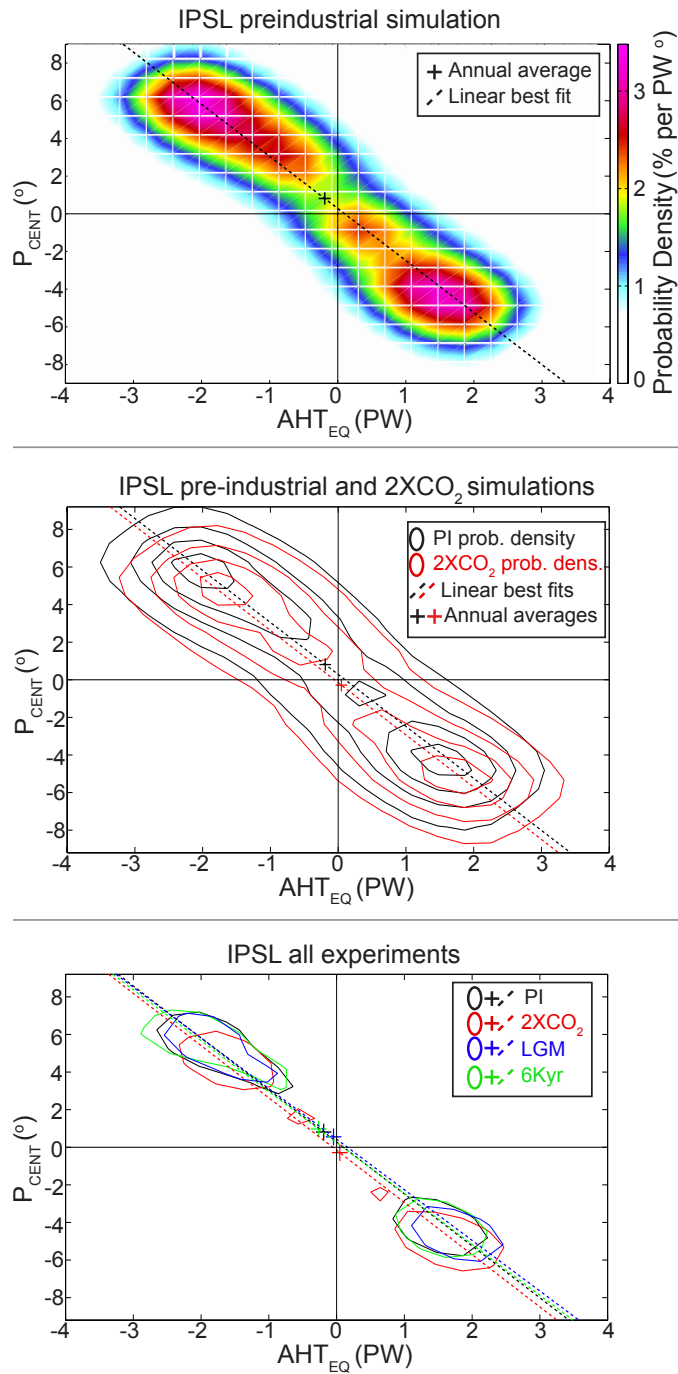 IPSL preindustrial simulation
Annual average
Linear best fit
P_CENT (o)
8
6
4
2
0
-2
-4
-6
-8
-4 -3 -2 -1 0 1 2 3 4
AHT_EQ (PW)
3
2
1
0
Probability Density (% per PW o)
IPSL pre-industrial and 2XCO2 simulations
PI prob. density
2XCO2 prob. dens.
Linear best fits
Annual averages
P_CENT (o)
8
6
4
2
0
-2
-4
-6
-8
-4 -3 -2 -1 0 1 2 3 4
AHT_EQ (PW)
IPSL all experiments
PI
2XCO2
LGM
6Kyr
P_CENT (o)
8
6
4
2
0
-2
-4
-6
-8
-4 -3 -2 -1 0 1 2 3 4
AHT_EQ (PW)